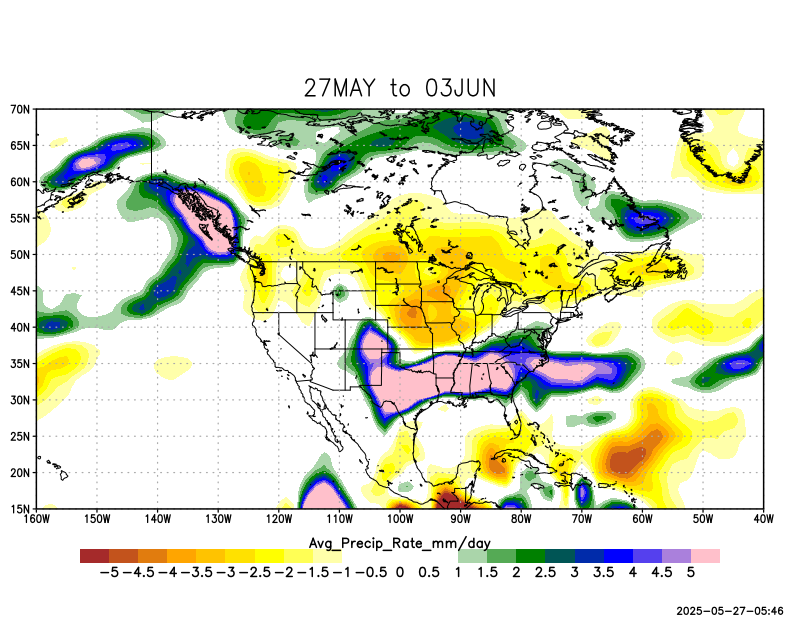 27MAY to 03JUN
70N
65N
60N
55N
50N
45N
40N
35N
30N
25N
20N
15N
160W 150W 140W 130W 120W 110W 100W 90W 80W 70W 60W 50W 40W
Avg_Precip_Rate_mm/day
-5 -4.5 -4 -3.5 -3 -2.5 -2 -1.5 -1 -0.5 0 0.5 1 1.5 2 2.5 3 3.5 4 4.5 5
2025-05-27-05:46